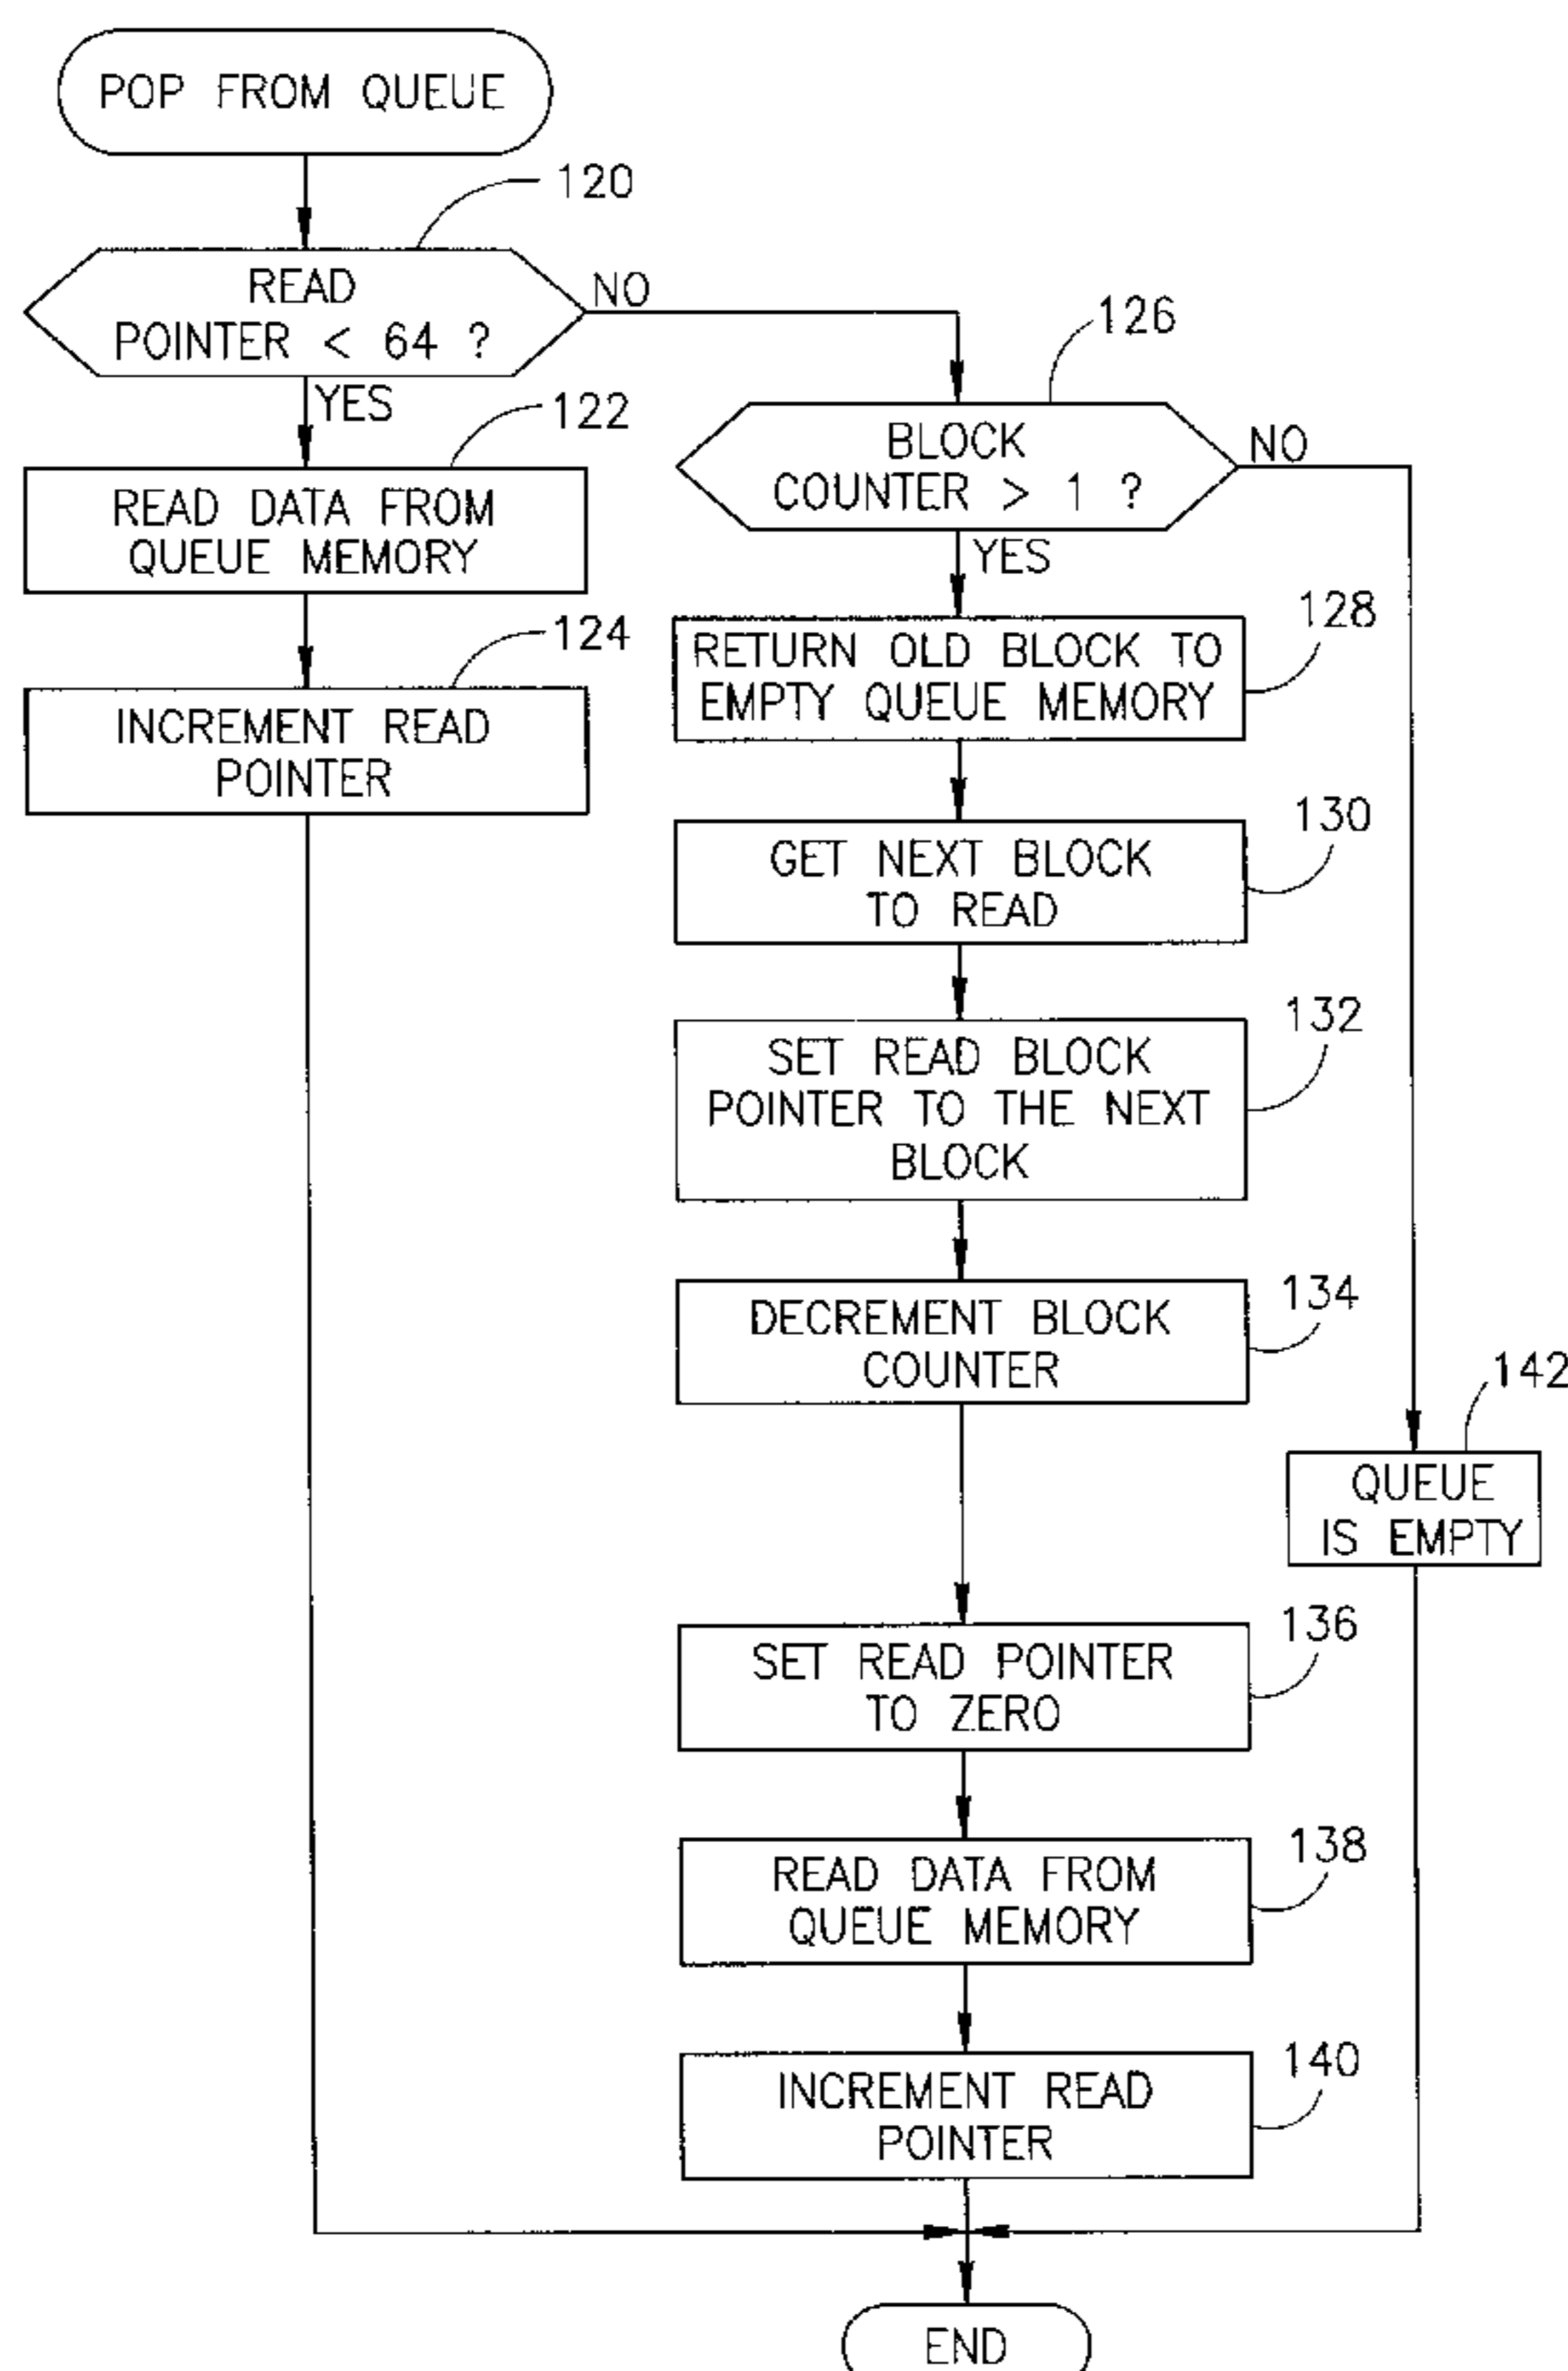 POP FROM QUEUE
120
READ
POINTER < 64 ?
NO
YES
122
READ DATA FROM
QUEUE MEMORY
124
INCREMENT READ
POINTER
126
BLOCK
COUNTER > 1 ?
NO
YES
128
RETURN OLD BLOCK TO
EMPTY QUEUE MEMORY
130
GET NEXT BLOCK
TO READ
132
SET READ BLOCK
POINTER TO THE NEXT
BLOCK
134
DECREMENT BLOCK
COUNTER
142
QUEUE
IS EMPTY
136
SET READ POINTER
TO ZERO
138
READ DATA FROM
QUEUE MEMORY
140
INCREMENT READ
POINTER
END